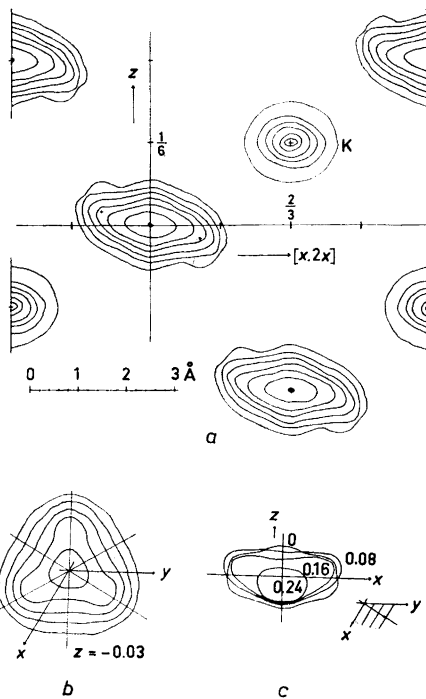 z
1/6
K
2/3
[x.2x]
0 1 2 3 Å
a
z
0
0.08
0.16
x
0.24
y
y
x
x
z = -0.03
b
c